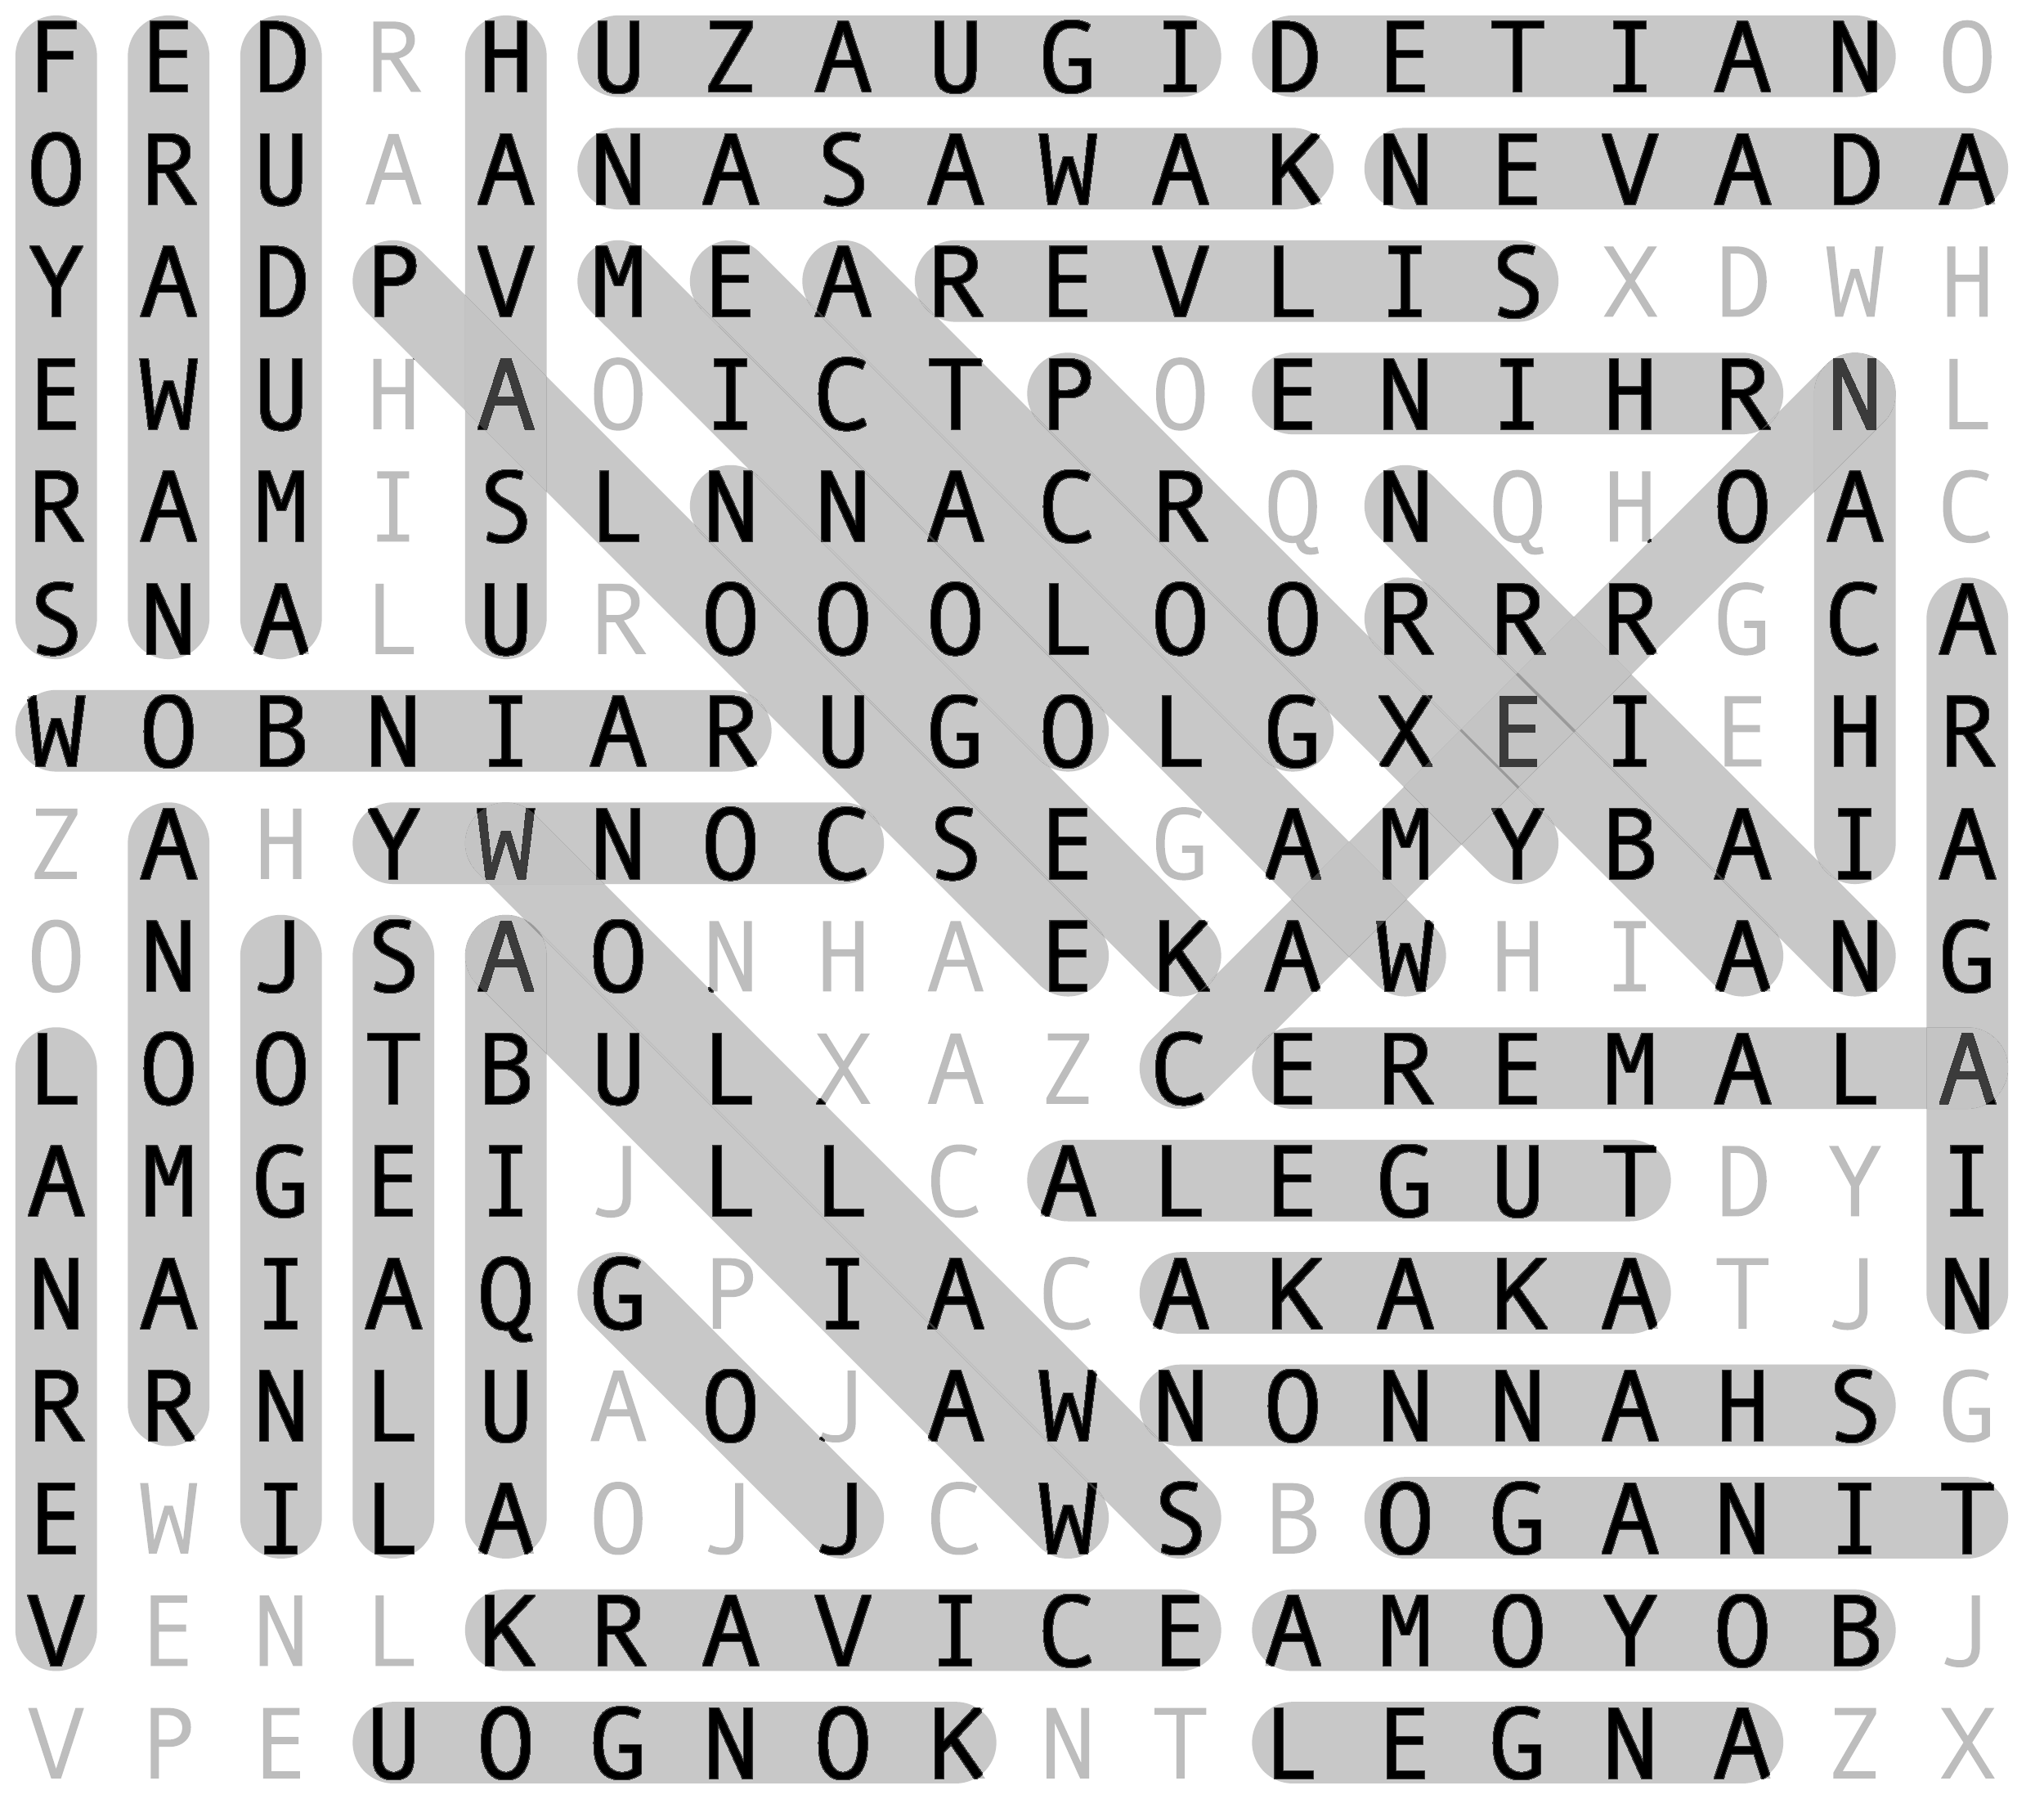 F E D R H U Z A U G I D E T I A N O
O R U A A N A S A W A K N E V A D A
Y A D P V M E A R E V L I S X D W H
E W U H A O I C T P O E N I H R N L
R A M I S L N N A C R Q N Q H O A C
S N A L U R O O O L O O R R R G C A
W O B N I A R U G O L G X E I E H R
Z A H Y W N O C S E G A M Y B A I A
O N J S A O N H A E K A W H I A N G
L O O T B U L X A Z C E R E M A L A
A M G E I J L L C A L E G U T D Y I
N A I A Q G P I A C A K A K A T J N
R R N L U A O J A W N O N N A H S G
E W I L A O J J C W S B O G A N I T
V E N L K R A V I C E A M O Y O B J
V P E U O G N O K N T L E G N A Z X